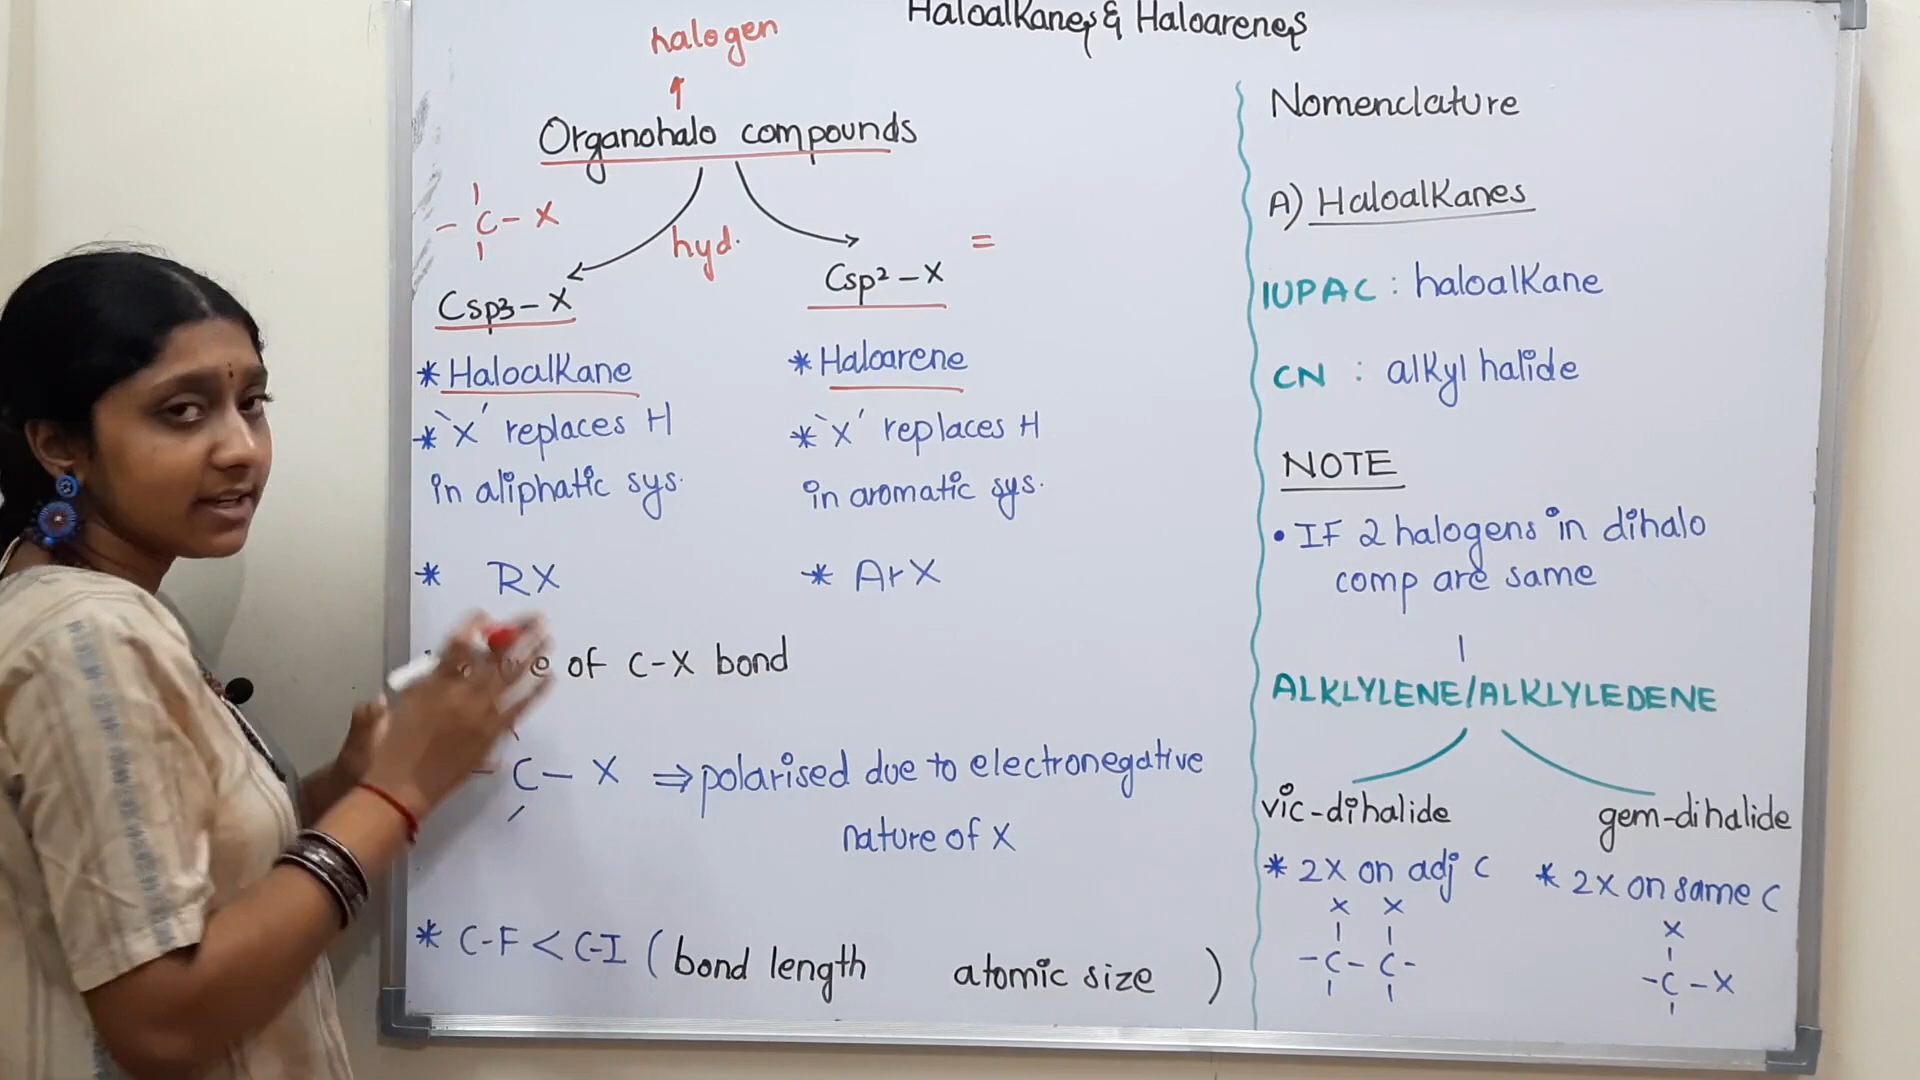 Haloalkanes & Haloarenes
halogen
Organohalo compounds
- C - X
hyd.
=
Csp3 - X
Csp² - X
* Haloalkane
* `X' replaces H
in aliphatic sys.
* RX
* Haloarene
* `X' replaces H
in aromatic sys.
* ArX
of C-X bond
- C - X ⇒ polarised due to electronegative
nature of X
* C-F < C-I ( bond length atomic size )
Nomenclature
A) Haloalkanes
IUPAC : haloalkane
CN : alkyl halide
NOTE
• IF 2 halogens in dihalo
comp are same
ALKLYLENE/ALKLYLEDENE
vic-dihalide
* 2X on adj C
X X
-C-C-
gem-dihalide
* 2X on same C
X
-C-X